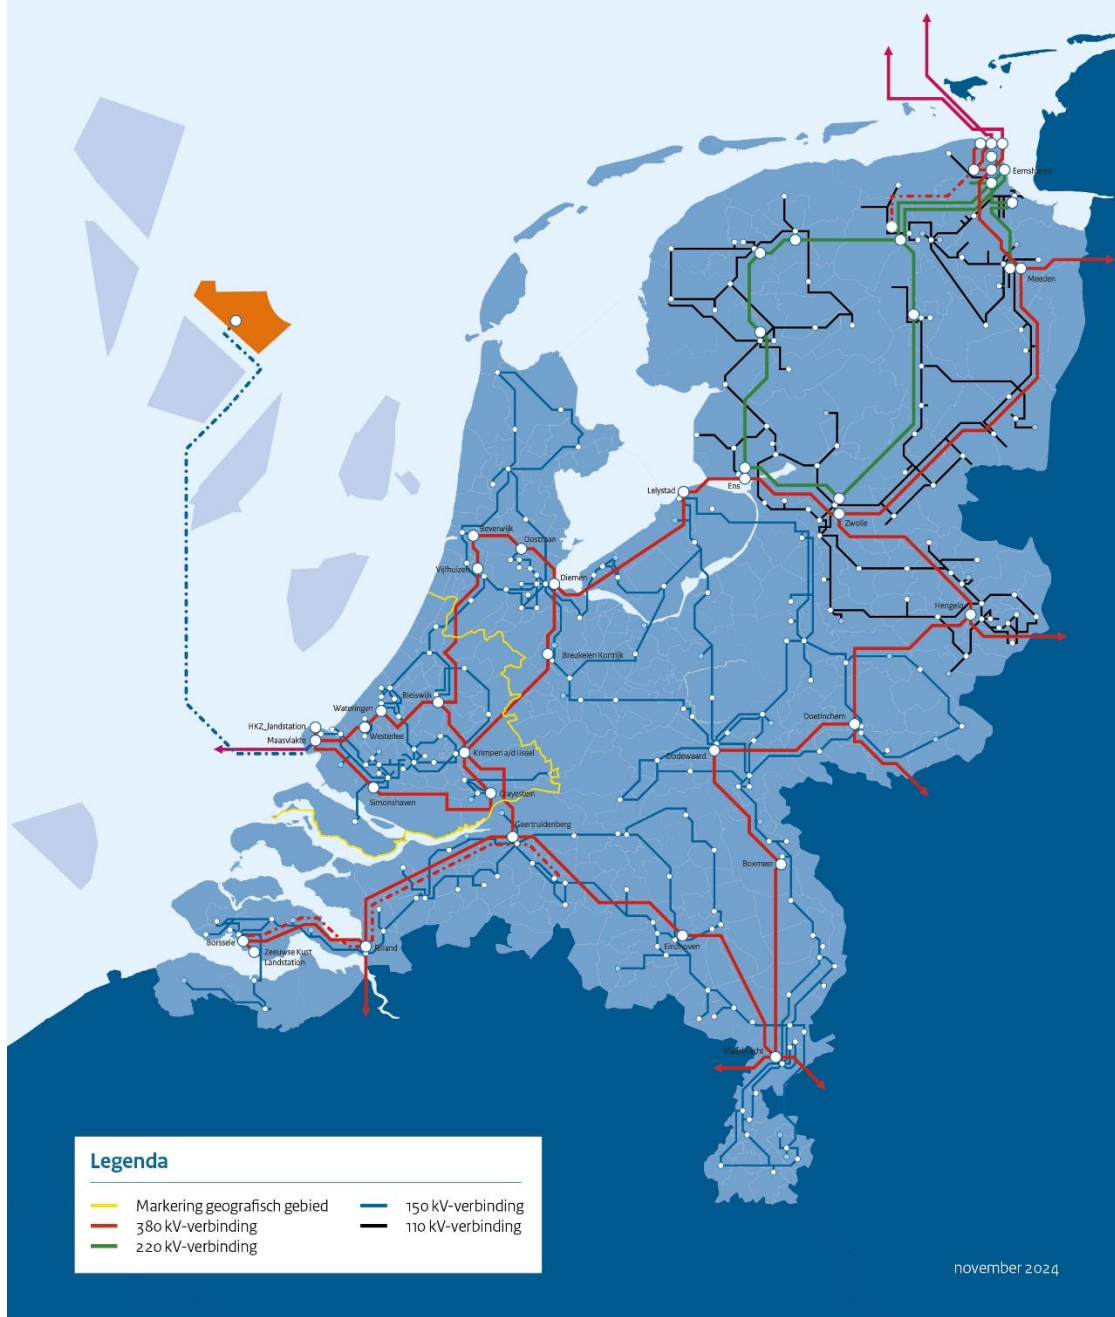 Eemshaven
Meeden
Lelystad
Ens
Zwolle
Beverwijk
Oostzaan
Vijfhuizen
Diemen
Hengelo
Breukelen Kortrijk
Bleiswijk
Wateringen
HKZ_landstation
Maasvlakte
Westerlee
Doetinchem
Krimpen a/d IJssel
Dodewaard
Simonshaven
Crayestein
Geertruidenberg
Boxmeer
Borssele
Zeeuwse Kust
Landstation
Rilland
Eindhoven
Maasbracht
Legenda
Markering geografisch gebied
380 kV-verbinding
220 kV-verbinding
150 kV-verbinding
110 kV-verbinding
november 2024